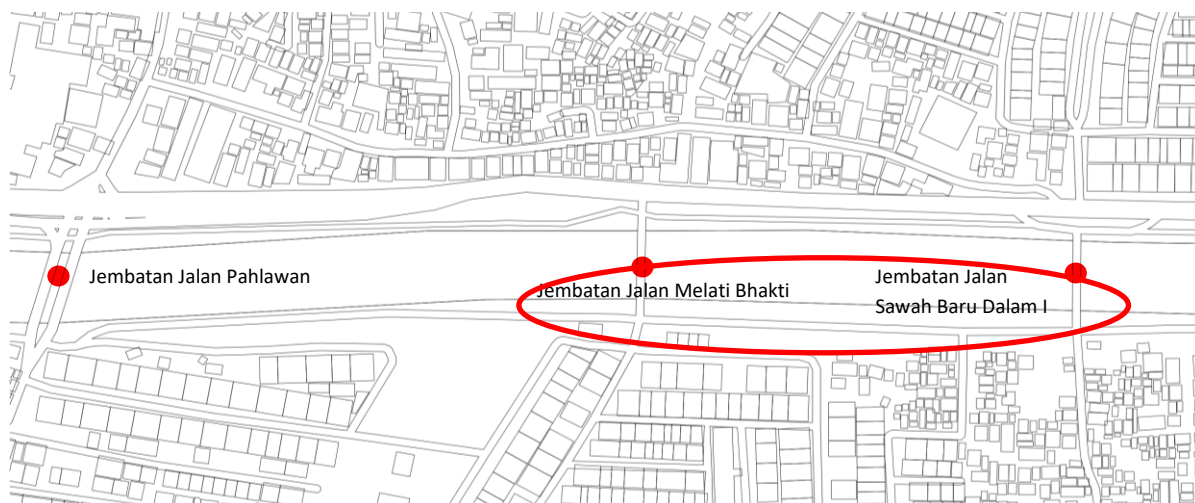 Jembatan Jalan Pahlawan
Jembatan Jalan Melati Bhakti
Jembatan Jalan
Sawah Baru Dalam I